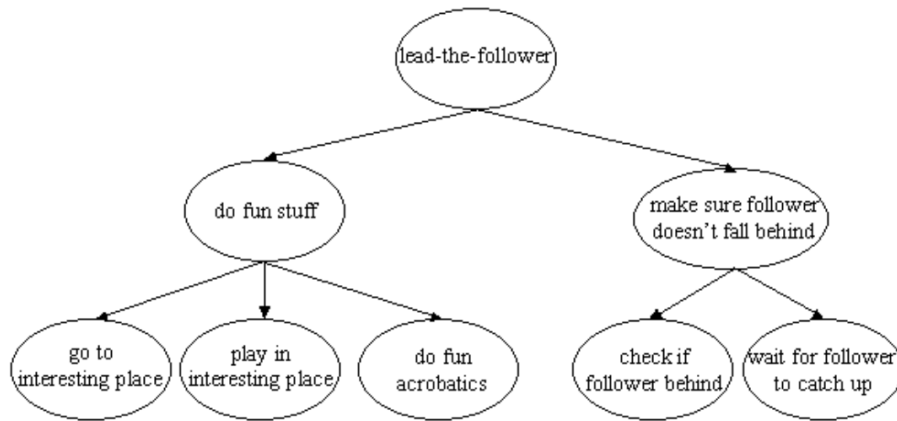 lead-the-follower
do fun stuff
make sure follower
doesn't fall behind
go to
interesting place
play in
interesting place
do fun
acrobatics
check if
follower behind
wait for follower
to catch up